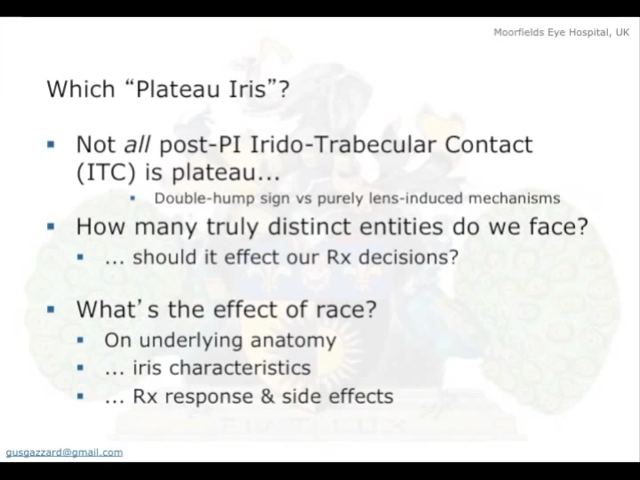 Moorfields Eye Hospital, UK
Which “Plateau Iris”?
Not all post-PI Irido-Trabecular Contact
(ITC) is plateau...
Double-hump sign vs purely lens-induced mechanisms
How many truly distinct entities do we face?
... should it effect our Rx decisions?
What’s the effect of race?
On underlying anatomy
... iris characteristics
... Rx response & side effects
FIAT LUX
gusgazzard@gmail.com